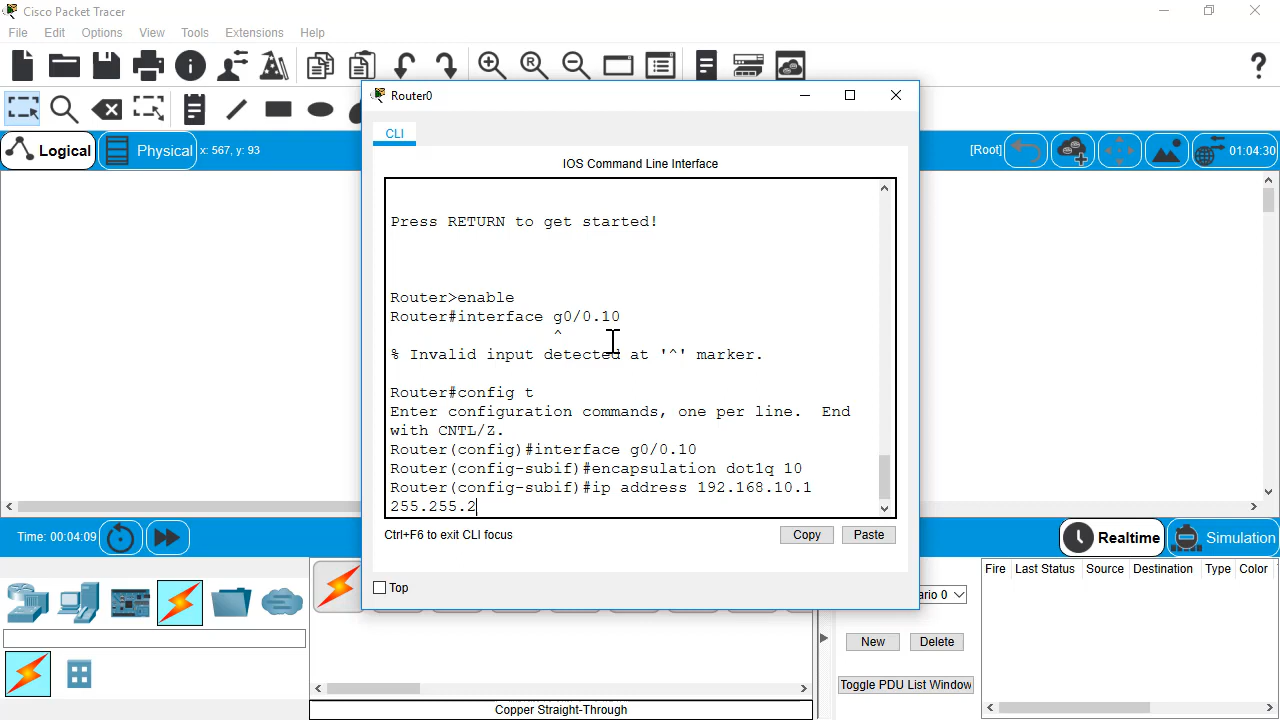 Cisco Packet Tracer
File Edit Options View Tools Extensions Help
Router0
CLI
Logical
Physical
x: 567, y: 93
[Root]
01:04:30
IOS Command Line Interface
Press RETURN to get started!
Router>enable
Router#interface g0/0.10
^
% Invalid input detected at '^' marker.
Router#config t
Enter configuration commands, one per line. End
with CNTL/Z.
Router(config)#interface g0/0.10
Router(config-subif)#encapsulation dot1q 10
Router(config-subif)#ip address 192.168.10.1
255.255.2
Ctrl+F6 to exit CLI focus
Copy
Paste
Top
Time: 00:04:09
Realtime
Simulation
Fire Last Status Source Destination Type Color
ario 0
New
Delete
Toggle PDU List Window
Copper Straight-Through